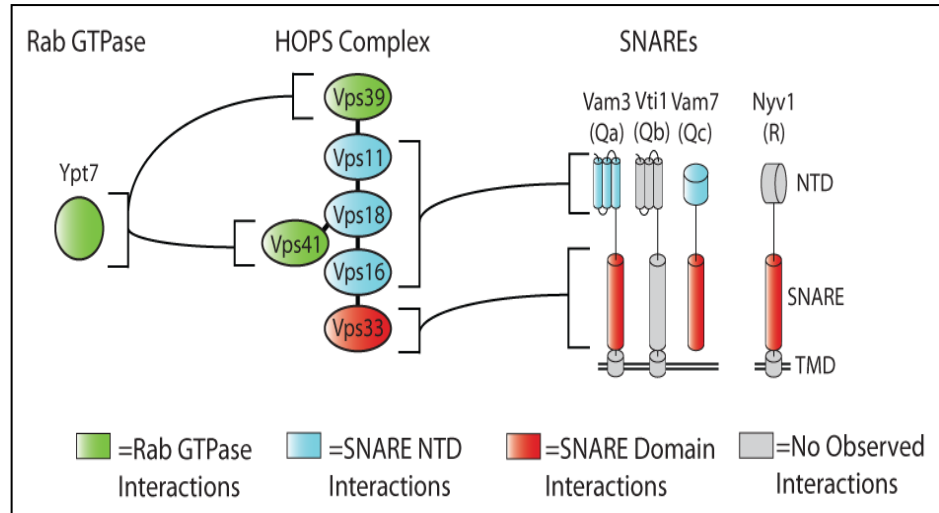 Rab GTPase
HOPS Complex
SNAREs
Ypt7
Vps39
Vps11
Vps18
Vps41
Vps16
Vps33
Vam3
(Qa)
Vti1
(Qb)
Vam7
(Qc)
Nyv1
(R)
NTD
SNARE
TMD
=Rab GTPase
Interactions
=SNARE NTD
Interactions
=SNARE Domain
Interactions
=No Observed
Interactions